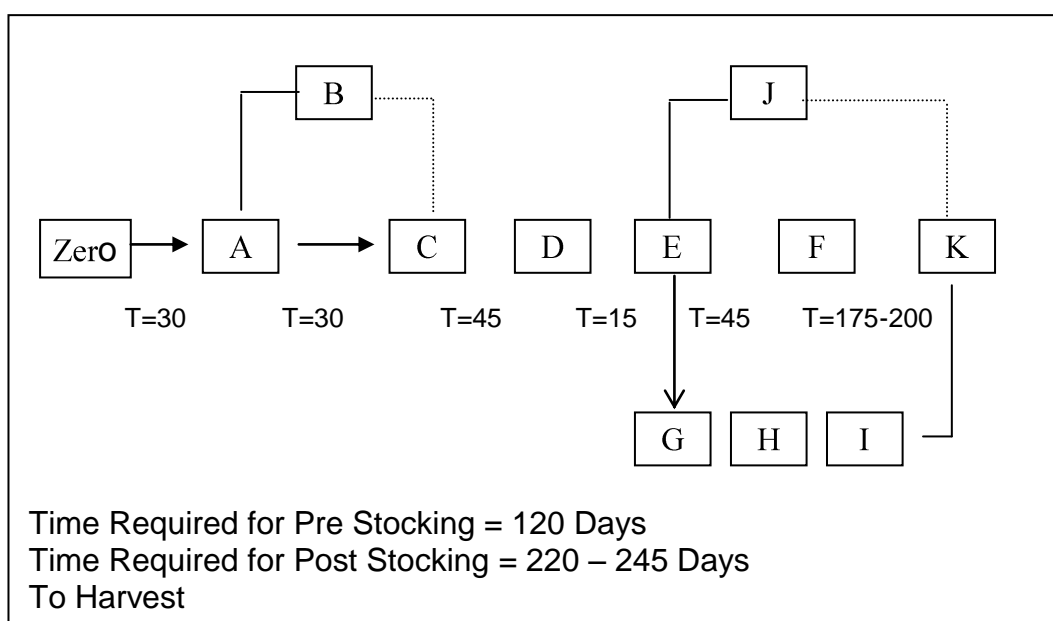 B J
Zero A C D E F K
T=30 T=30 T=45 T=15 T=45 T=175-200
G H I
Time Required for Pre Stocking = 120 Days
Time Required for Post Stocking = 220 – 245 Days
To Harvest